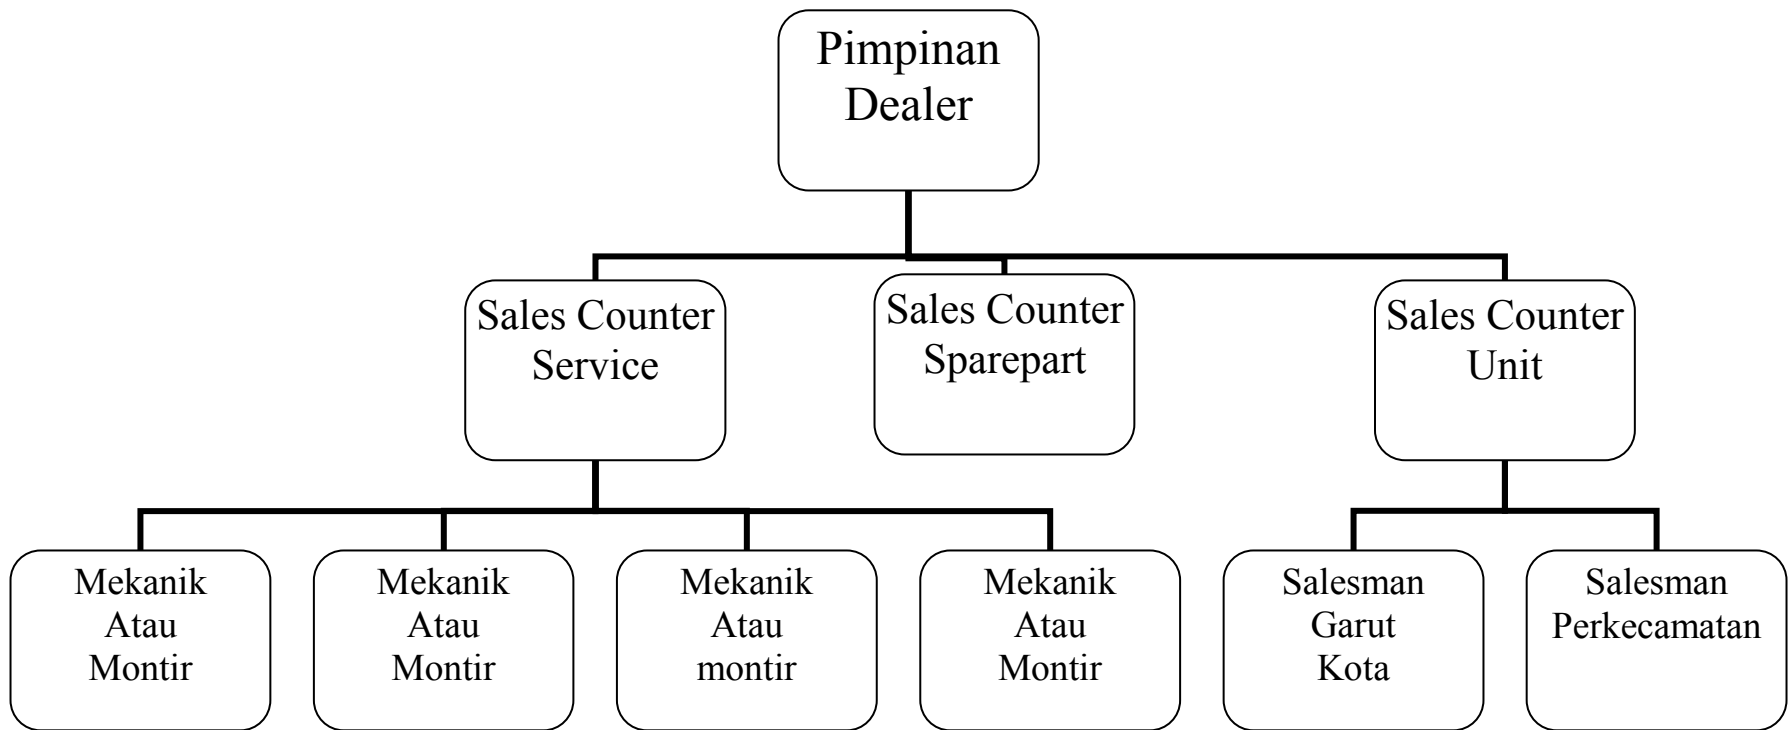 Pimpinan
Dealer
Sales Counter
Service
Sales Counter
Sparepart
Sales Counter
Unit
Mekanik
Atau
Montir
Mekanik
Atau
Montir
Mekanik
Atau
montir
Mekanik
Atau
Montir
Salesman
Garut
Kota
Salesman
Perkecamatan